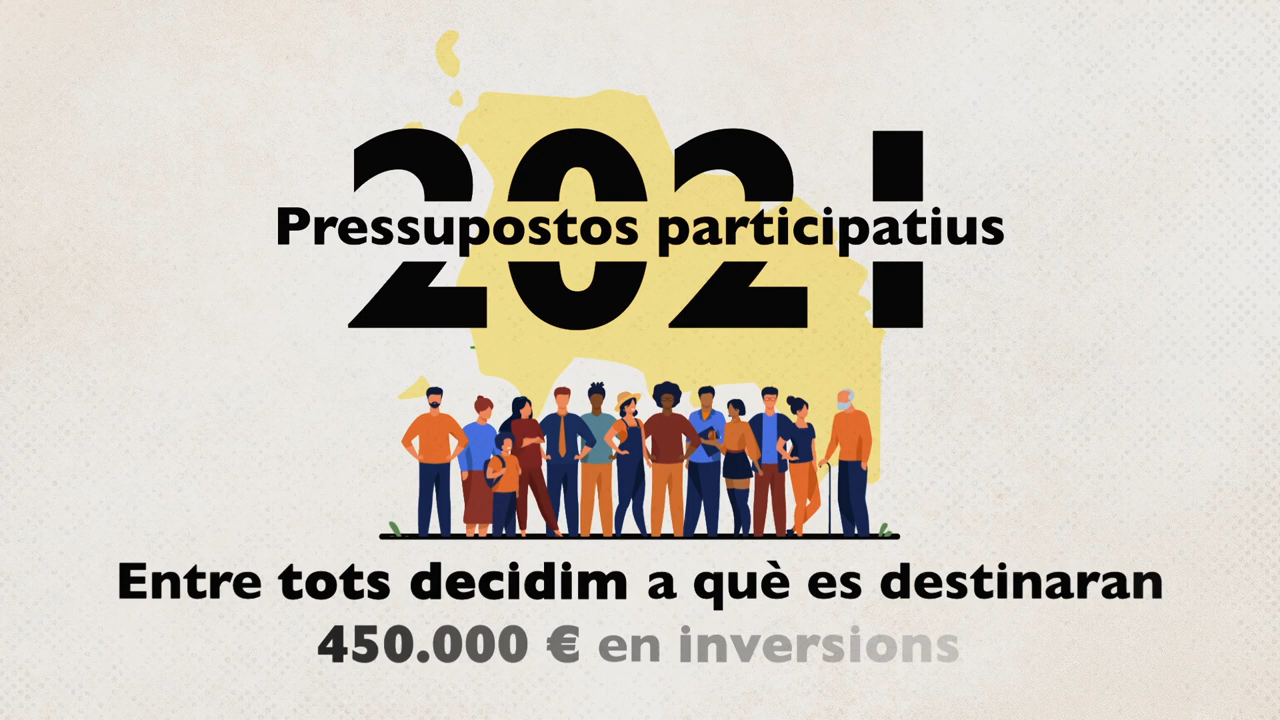 2021
Pressupostos participatius
Entre tots decidim a què es destinaran
450.000 € en inversions